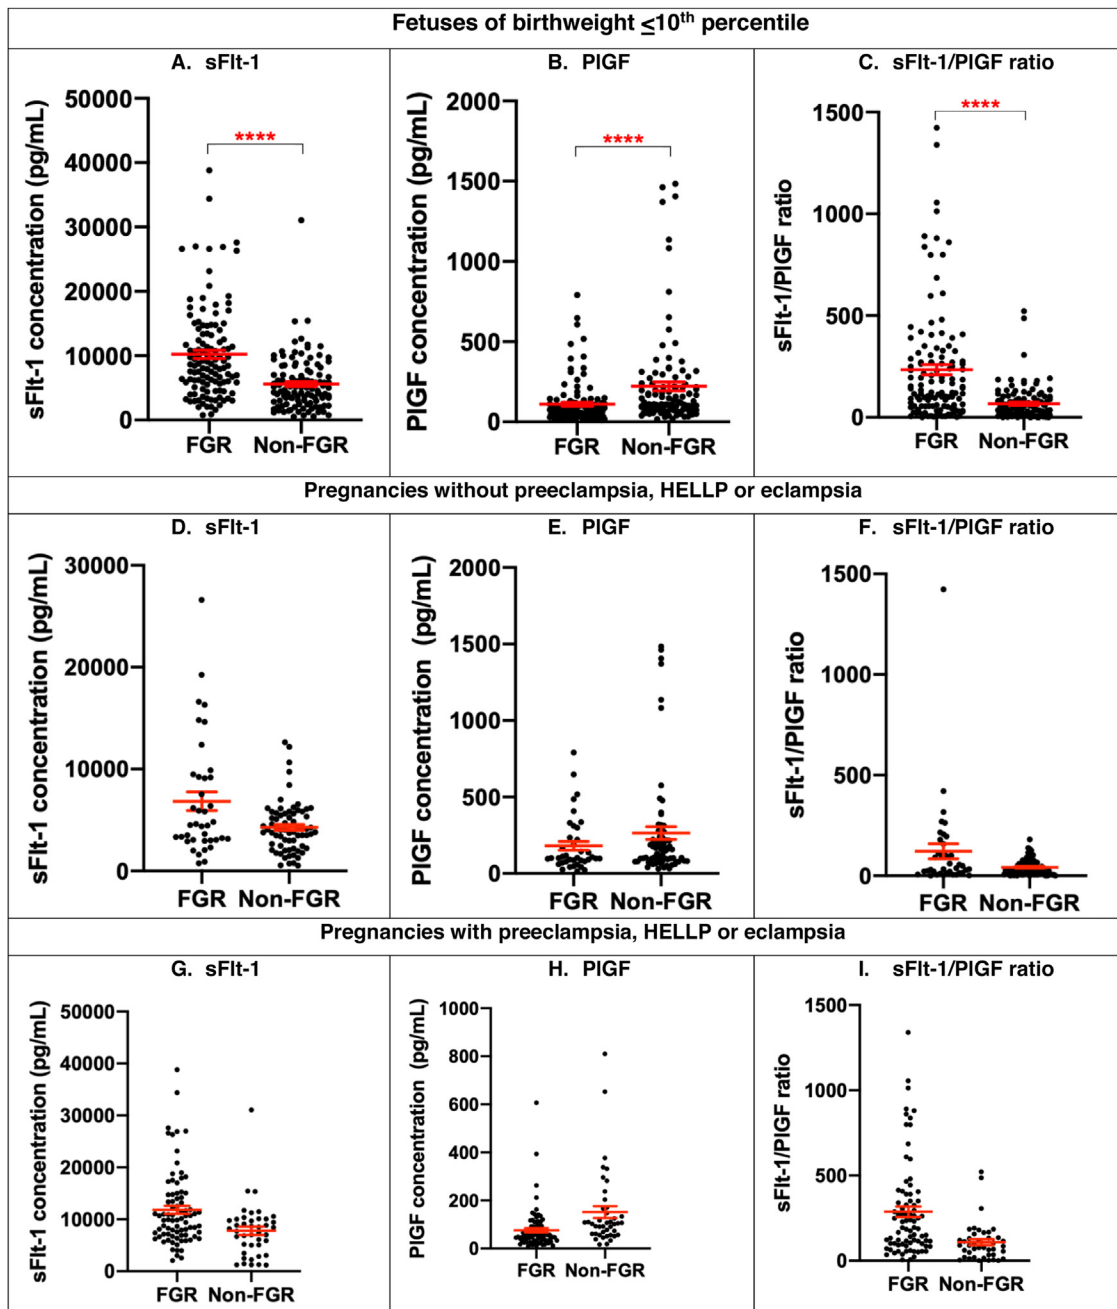 Fetuses of birthweight ≤10th percentile
A. sFlt-1
B. PlGF
C. sFlt-1/PlGF ratio
sFlt-1 concentration (pg/mL)
50000
40000
30000
20000
10000
0
****
FGR Non-FGR
PlGF concentration (pg/mL)
2000
1500
1000
500
0
****
FGR Non-FGR
sFlt-1/PlGF ratio
1500
1000
500
0
****
FGR Non-FGR
Pregnancies without preeclampsia, HELLP or eclampsia
D. sFlt-1
E. PlGF
F. sFlt-1/PlGF ratio
sFlt-1 concentration (pg/mL)
30000
20000
10000
0
FGR Non-FGR
PlGF concentration (pg/mL)
2000
1500
1000
500
0
FGR Non-FGR
sFlt-1/PlGF ratio
1500
1000
500
0
FGR Non-FGR
Pregnancies with preeclampsia, HELLP or eclampsia
G. sFlt-1
H. PlGF
I. sFlt-1/PlGF ratio
sFlt-1 concentration (pg/mL)
50000
40000
30000
20000
10000
0
FGR Non-FGR
PlGF concentration (pg/mL)
1000
800
600
400
200
0
FGR Non-FGR
sFlt-1/PlGF ratio
1500
1000
500
0
FGR Non-FGR